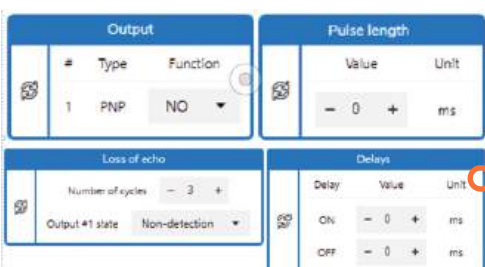 Output
# Type Function
1 PNP NO
Pulse length
Value Unit
− 0 + ms
Loss of echo
Number of cycles − 3 +
Output #1 state Non-detection
Delays
Delay Value Unit
ON − 0 + ms
OFF − 0 + ms